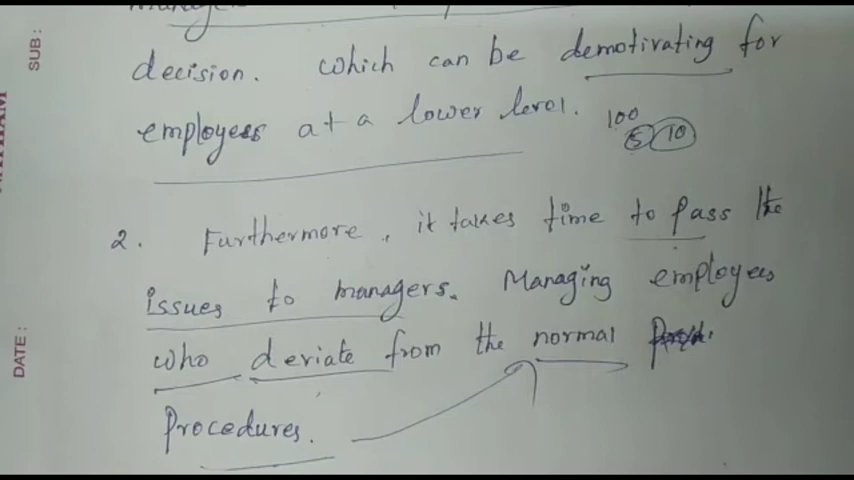 SUB:
decision. which can be demotivating for
employees at a lower level.
100
5 10
2. Furthermore, it takes time to pass the
issues to managers. Managing employees
who deviate from the normal
DATE:
Procedures.